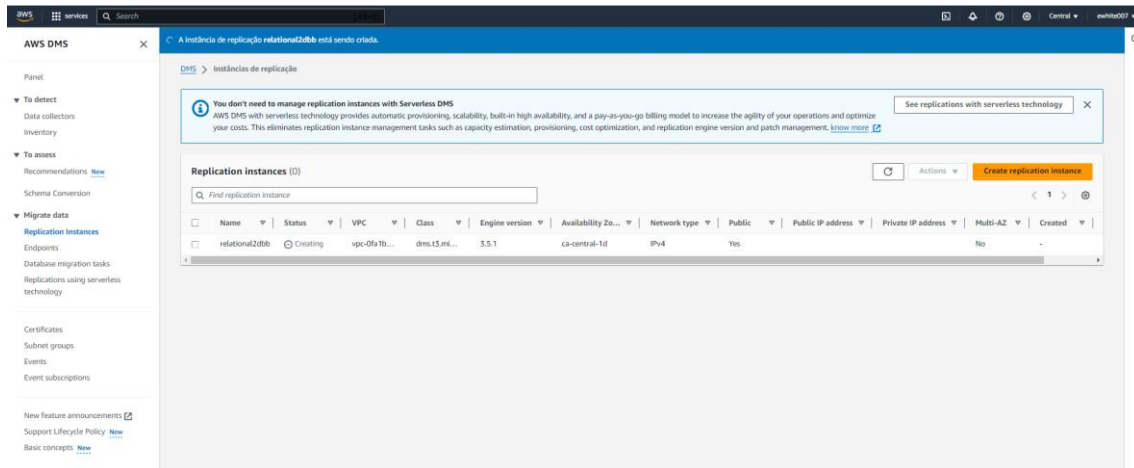 aws
services
Search
Central
ewhite007
AWS DMS
A instância de replicação relational2dbb está sendo criada.
Panel
To detect
Data collectors
Inventory
To assess
Recommendations New
Schema Conversion
Migrate data
Replication Instances
Endpoints
Database migration tasks
Replications using serverless
technology
Certificates
Subnet groups
Events
Event subscriptions
New feature announcements
Support Lifecycle Policy New
Basic concepts New
DMS > Instâncias de replicação
You don't need to manage replication instances with Serverless DMS
AWS DMS with serverless technology provides automatic provisioning, scalability, built-in high availability, and a pay-as-you-go billing model to increase the agility of your operations and optimize
your costs. This eliminates replication instance management tasks such as capacity estimation, provisioning, cost optimization, and replication engine version and patch management. know more
See replications with serverless technology
Replication instances (0)
Actions
Create replication instance
Find replication instance
< 1 >
Name Status VPC Class Engine version Availability Zo... Network type Public Public IP address Private IP address Multi-AZ Created
relational2dbb Creating vpc-0fa1b... dms.t3.mi... 3.5.1 ca-central-1d IPv4 Yes No -